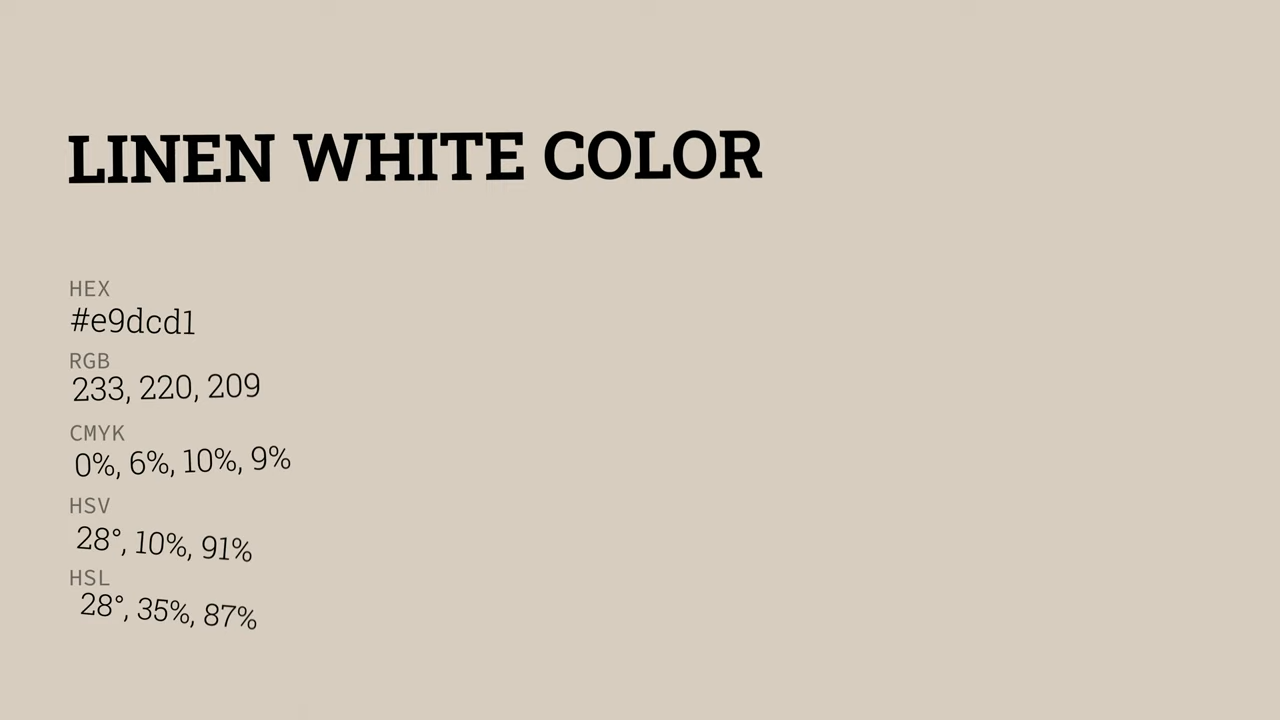 LINEN WHITE COLOR
HEX
#e9dcd1
RGB
233, 220, 209
CMYK
0%, 6%, 10%, 9%
HSV
28°, 10%, 91%
HSL
28°, 35%, 87%